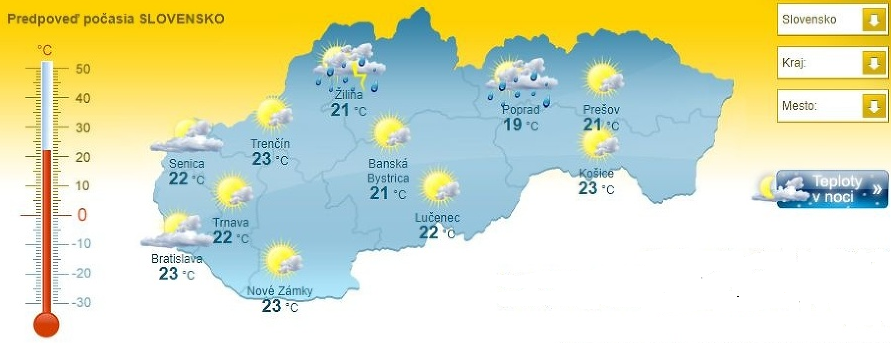 Predpoveď počasia SLOVENSKO
°C
50
40
30
20
10
0
-10
-20
-30
Žilina
21 °C
Poprad
19 °C
Prešov
21 °C
Trenčín
23 °C
Senica
22 °C
Banská
Bystrica
21 °C
Košice
23 °C
Trnava
22 °C
Lučenec
22 °C
Bratislava
23 °C
Nové Zámky
23 °C
Slovensko
Kraj:
Mesto:
Teploty
v noci
»